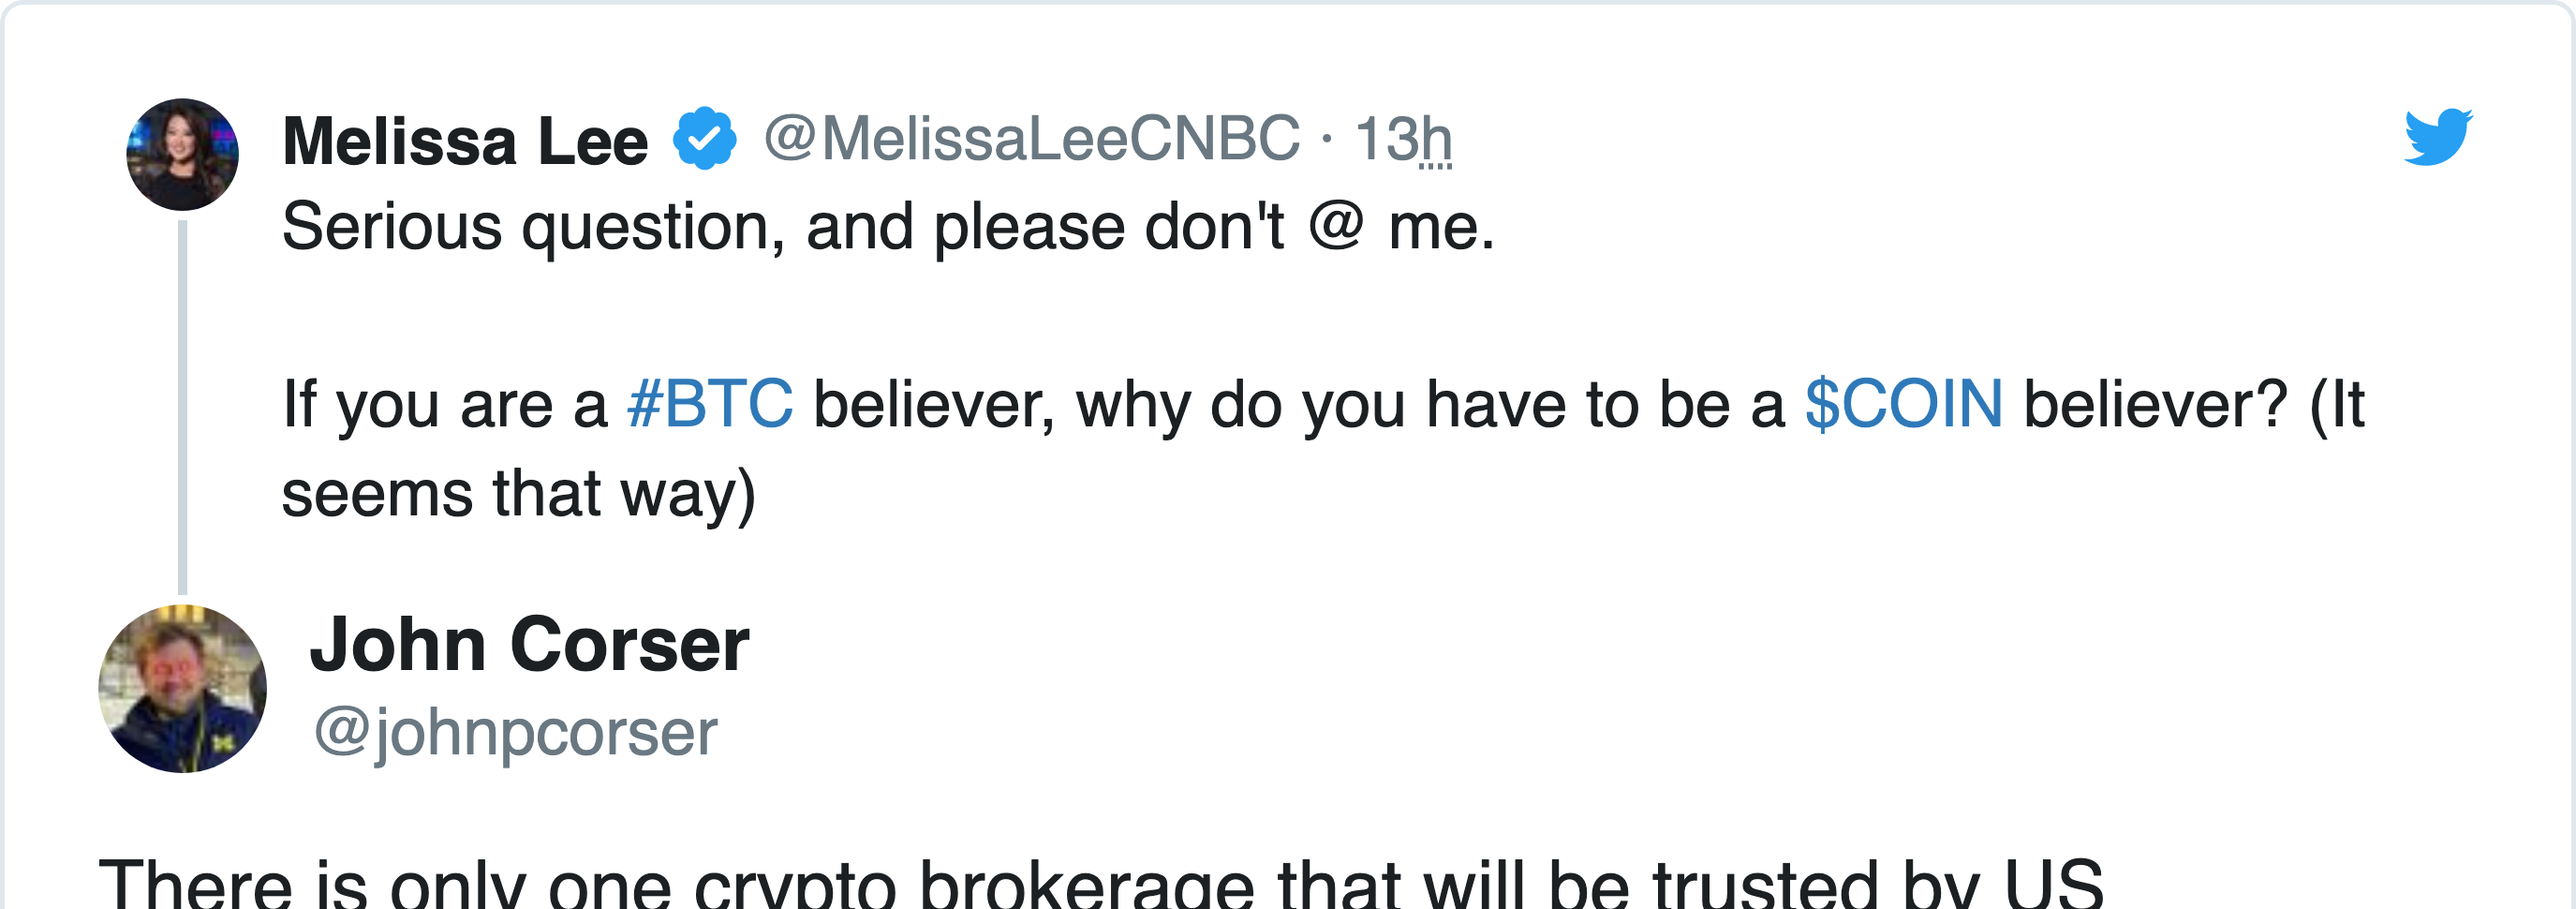 Melissa Lee @MelissaLeeCNBC · 13h
Serious question, and please don't @ me.
If you are a #BTC believer, why do you have to be a $COIN believer? (It
seems that way)
John Corser
@johnpcorser
There is only one crypto brokerage that will be trusted by US